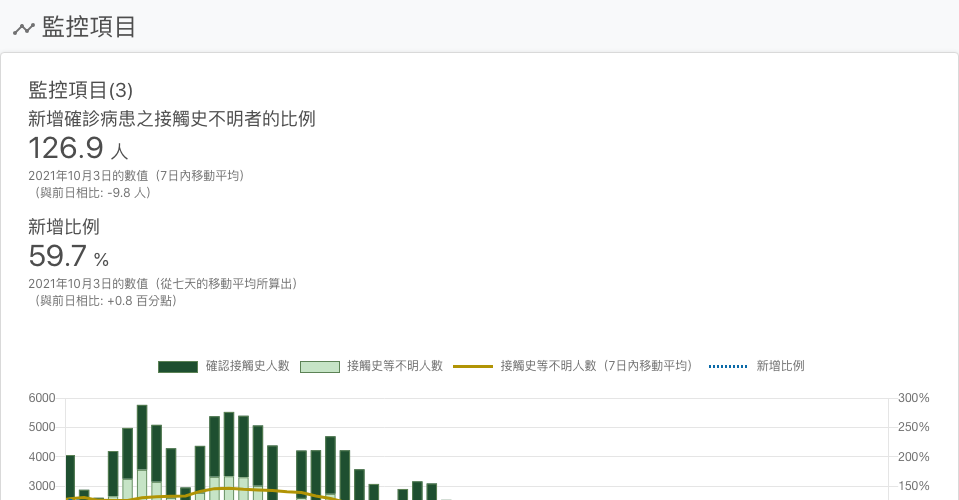 監控項目
監控項目(3)
新增確診病患之接觸史不明者的比例
126.9 人
2021年10月3日的數值（7日內移動平均）
（與前日相比: -9.8 人）
新增比例
59.7 %
2021年10月3日的數值（從七天的移動平均所算出）
（與前日相比: +0.8 百分點）
確認接觸史人數 接觸史等不明人數 接觸史等不明人數（7日內移動平均） 新增比例
6000 300%
5000 250%
4000 200%
3000 150%